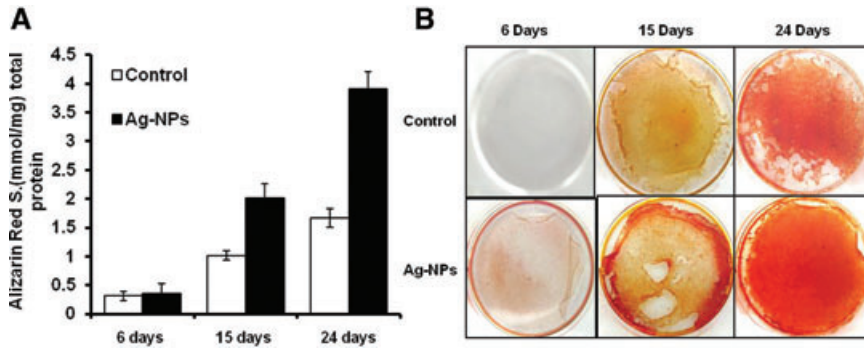 A
Alizarin Red S.(mmol/mg) total
protein
4.5
4
3.5
3
2.5
2
1.5
1
0.5
0
Control
Ag-NPs
6 days
15 days
24 days
B
6 Days
15 Days
24 Days
Control
Ag-NPs